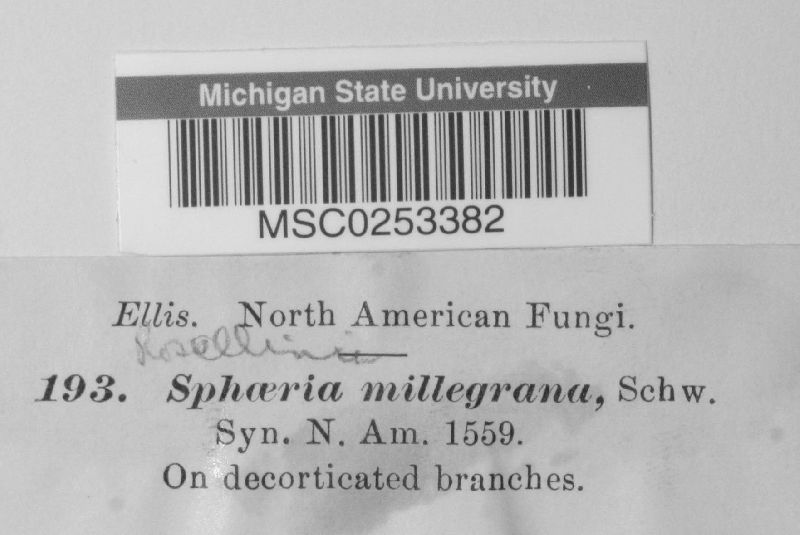 Michigan State University
MSC0253382
Ellis. North American Fungi.
Rosellinia
193. Sphæria millegrana, Schw.
Syn. N. Am. 1559.
On decorticated branches.